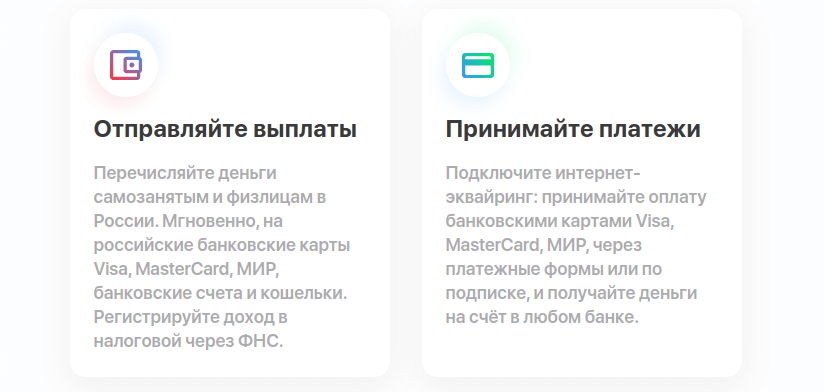 Отправляйте выплаты
Перечисляйте деньги
самозанятым и физлицам в
России. Мгновенно, на
российские банковские карты
Visa, MasterCard, МИР,
банковские счета и кошельки.
Регистрируйте доход в
налоговой через ФНС.
Принимайте платежи
Подключите интернет-
эквайринг: принимайте оплату
банковскими картами Visa,
MasterCard, МИР, через
платежные формы или по
подписке, и получайте деньги
на счёт в любом банке.